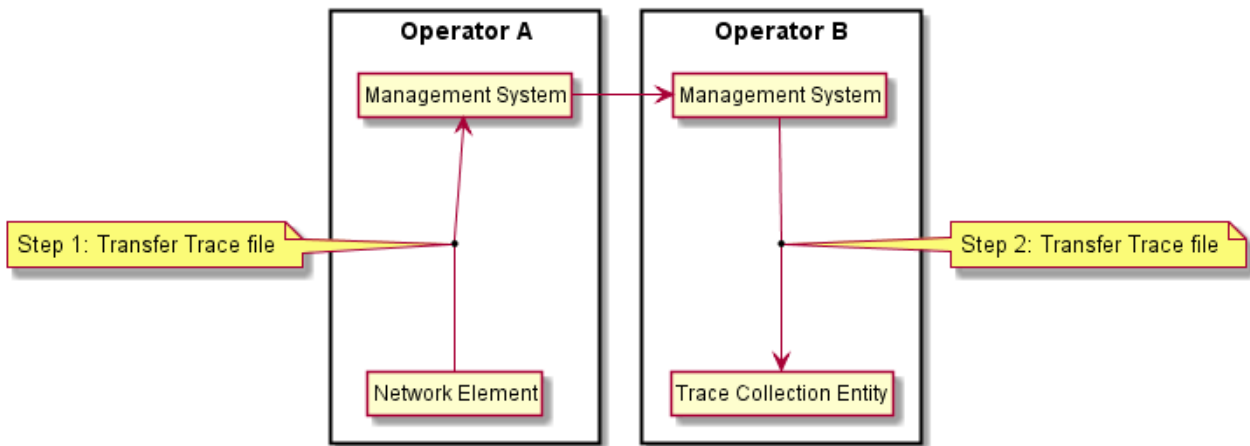 Operator A
Operator B
Management System
Management System
Step 1: Transfer Trace file
Step 2: Transfer Trace file
Network Element
Trace Collection Entity